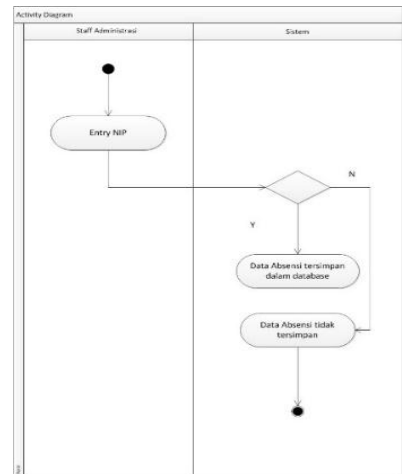 Activity Diagram
Staff Administrasi
Sistem
Entry NIP
N
Y
Data Absensi tersimpan
dalam database
Data Absensi tidak
tersimpan